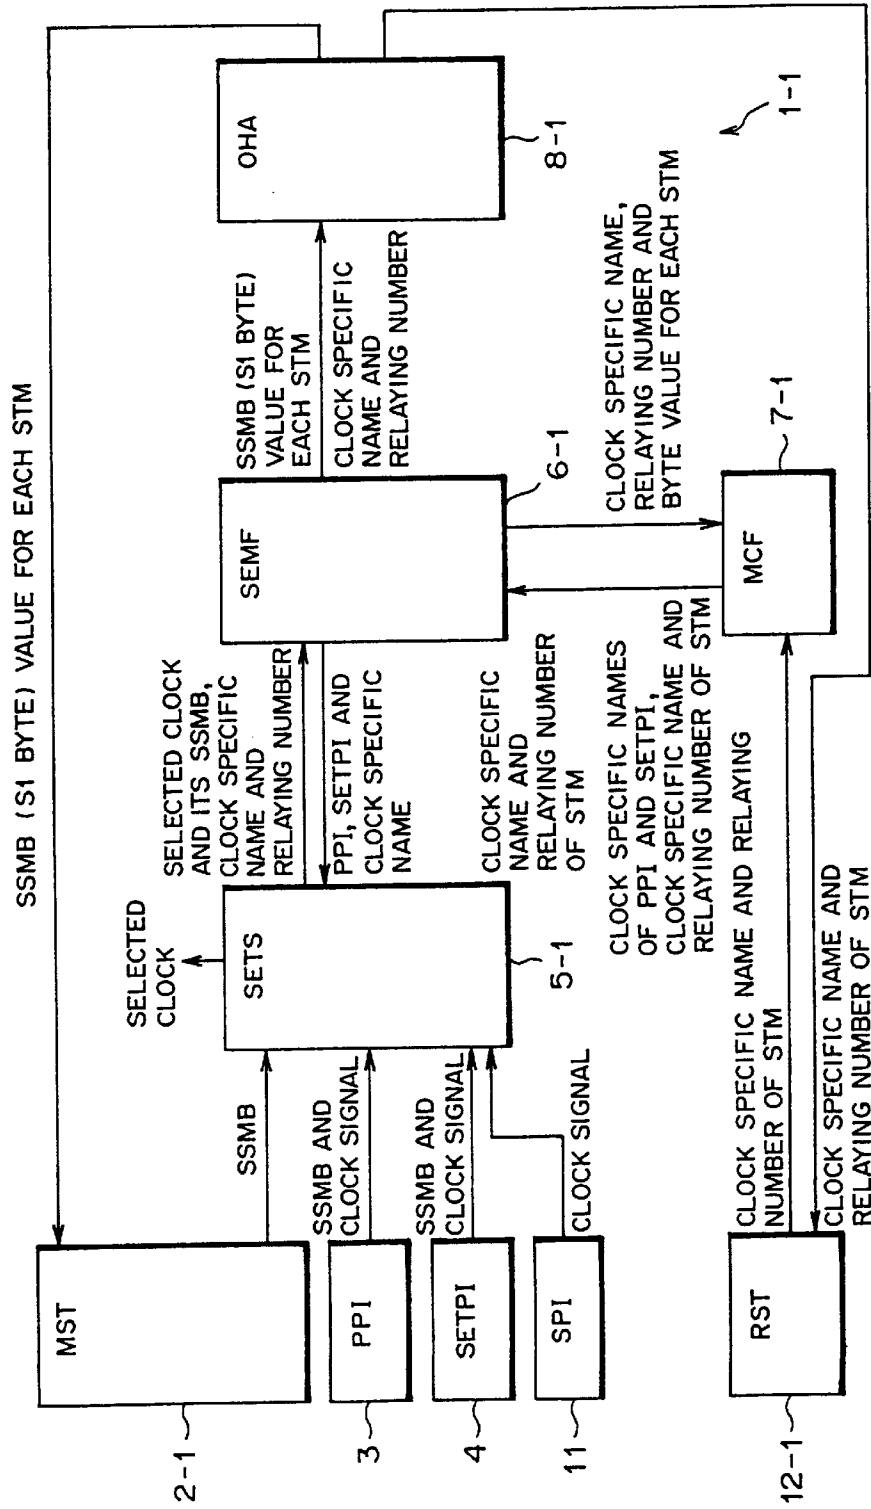 SSMB (S1 BYTE) VALUE FOR EACH STM
MST
2-1
PPI
3
SETPI
4
SPI
11
RST
12-1
SSMB
SSMB AND
CLOCK SIGNAL
SSMB AND
CLOCK SIGNAL
CLOCK SIGNAL
SELECTED
CLOCK
SETS
5-1
SELECTED CLOCK
AND ITS SSMB,
CLOCK SPECIFIC
NAME AND
RELAYING NUMBER
PPI, SETPI AND
CLOCK SPECIFIC
NAME
CLOCK SPECIFIC
NAME AND
RELAYING NUMBER
OF STM
SEMF
6-1
SSMB (S1 BYTE)
VALUE FOR
EACH STM
CLOCK SPECIFIC
NAME AND
RELAYING NUMBER
OHA
8-1
1-1
CLOCK SPECIFIC NAMES
OF PPI AND SETPI,
CLOCK SPECIFIC NAME AND
RELAYING NUMBER OF STM
CLOCK SPECIFIC NAME,
RELAYING NUMBER AND
BYTE VALUE FOR EACH STM
MCF
7-1
CLOCK SPECIFIC NAME AND RELAYING
NUMBER OF STM
CLOCK SPECIFIC NAME AND
RELAYING NUMBER OF STM